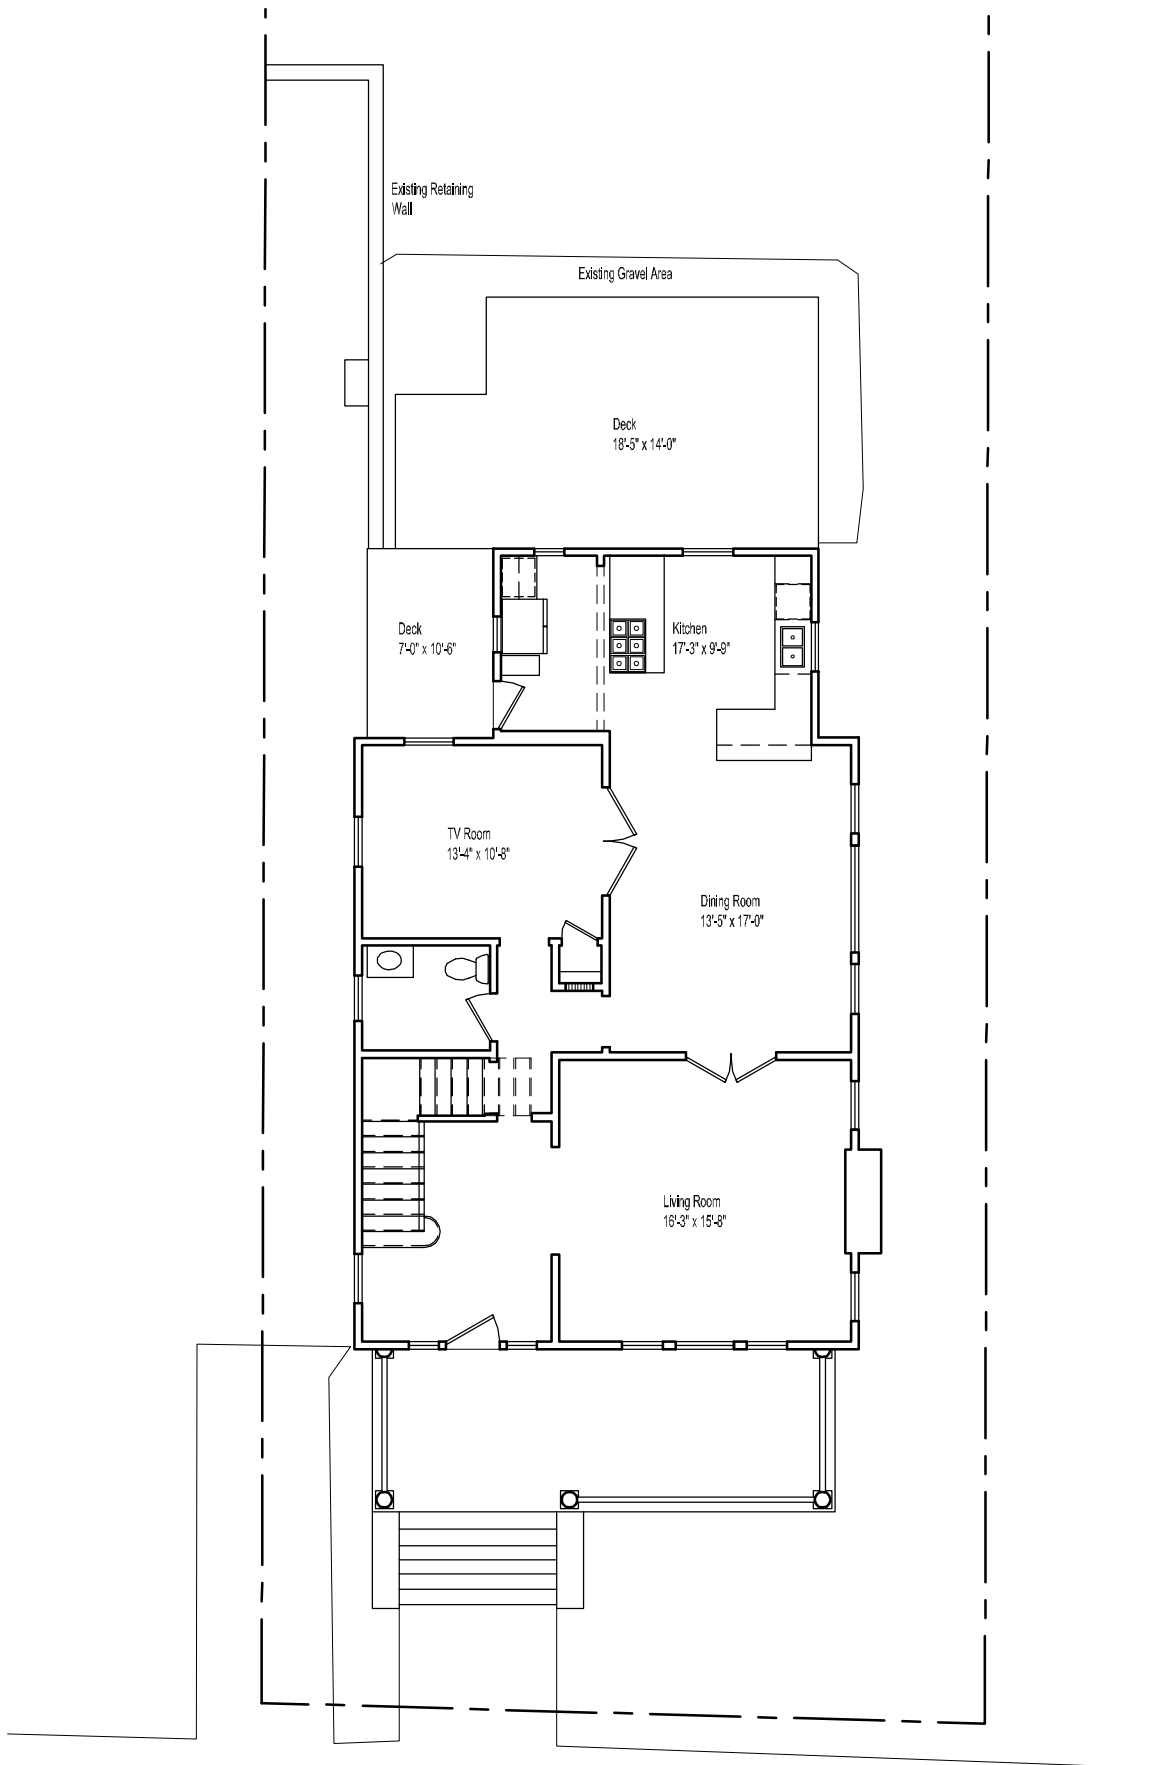 Existing Retaining
Wall
Existing Gravel Area
Deck
18'-5" x 14'-0"
Deck
7'-0" x 10'-6"
Kitchen
17'-3" x 9'-9"
TV Room
13'-4" x 10'-8"
Dining Room
13'-5" x 17'-0"
Living Room
16'-3" x 15'-8"